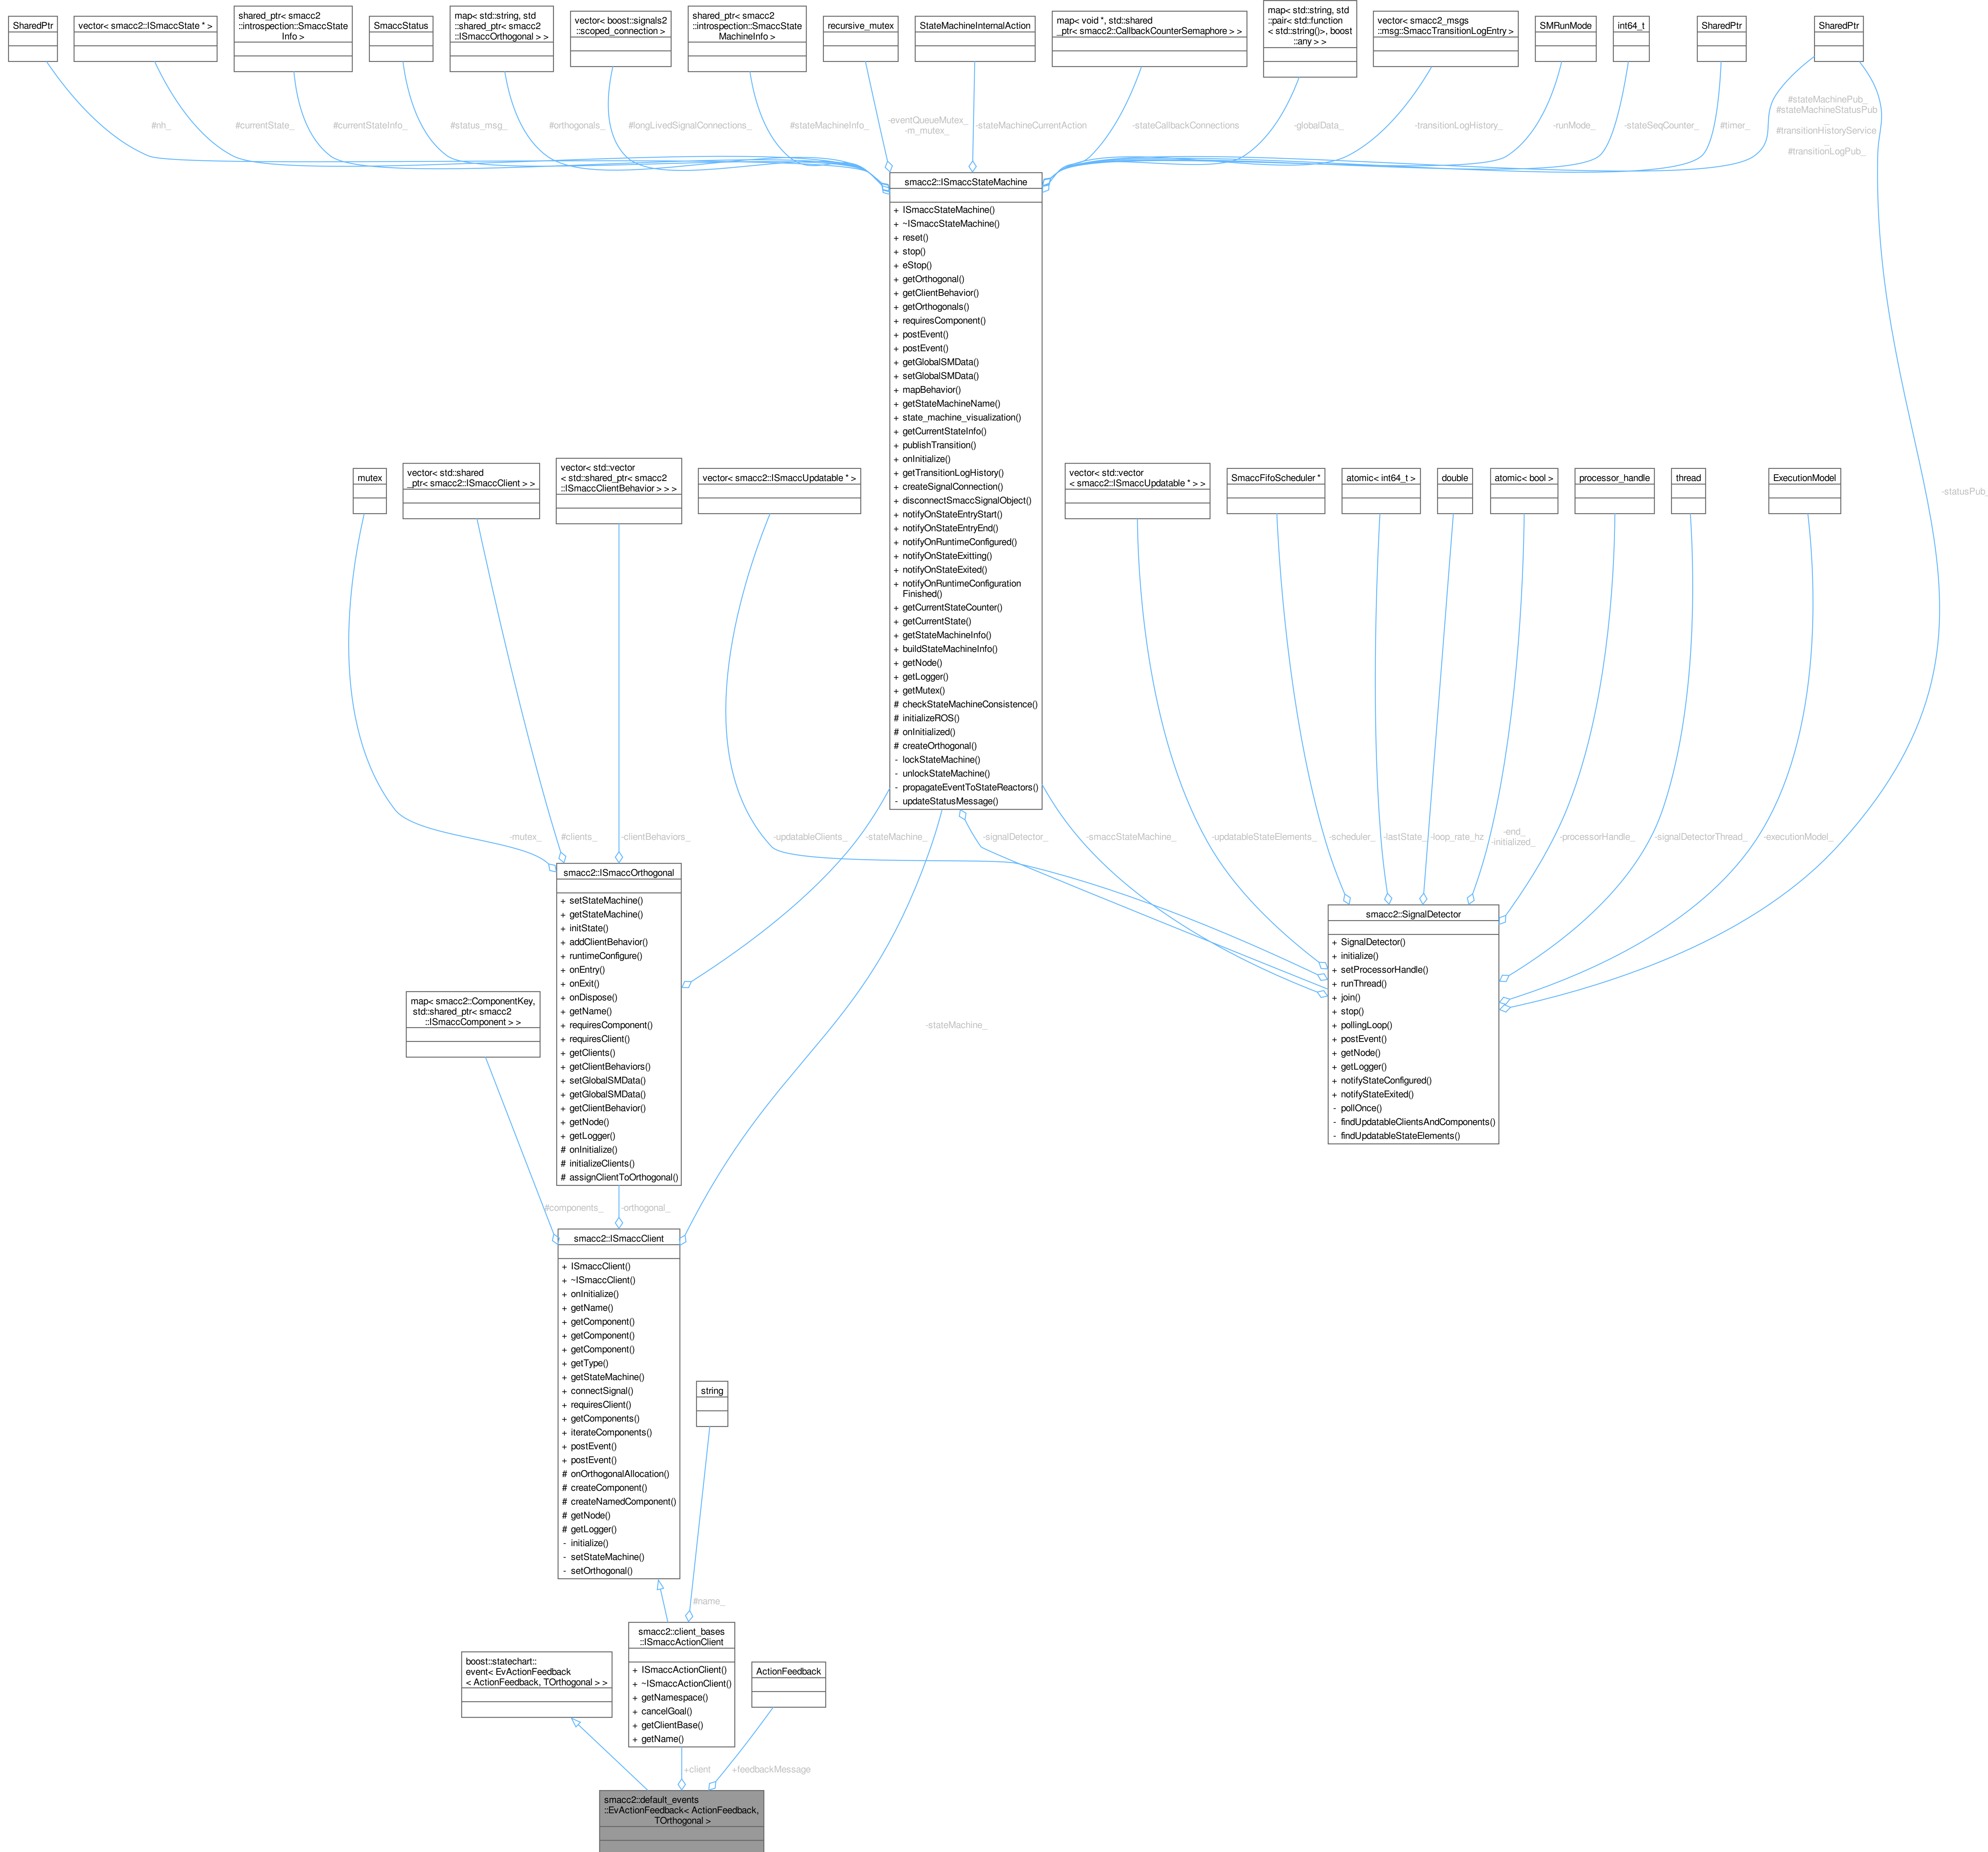 SharedPtr
vector< smacc2::ISmaccState * >
shared_ptr< smacc2
::introspection::SmaccState
Info >
SmaccStatus
map< std::string, std
::shared_ptr< smacc2
::ISmaccOrthogonal > >
vector< boost::signals2
::scoped_connection >
shared_ptr< smacc2
::introspection::SmaccState
MachineInfo >
recursive_mutex
StateMachineInternalAction
map< void *, std::shared
_ptr< smacc2::CallbackCounterSemaphore > >
map< std::string, std
::pair< std::function
< std::string()>, boost
::any > >
vector< smacc2_msgs
::msg::SmaccTransitionLogEntry >
SMRunMode
int64_t
SharedPtr
SharedPtr
#nh_
#currentState_
#currentStateInfo_
#status_msg_
#orthogonals_
#longLivedSignalConnections_
#stateMachineInfo_
-eventQueueMutex_
-m_mutex_
-stateMachineCurrentAction
-stateCallbackConnections
-globalData_
-transitionLogHistory_
-runMode_
-stateSeqCounter_
#timer_
#stateMachinePub_
#stateMachineStatusPub
_
#transitionHistoryService
_
#transitionLogPub_
smacc2::ISmaccStateMachine
+ ISmaccStateMachine()
+ ~ISmaccStateMachine()
+ reset()
+ stop()
+ eStop()
+ getOrthogonal()
+ getClientBehavior()
+ getOrthogonals()
+ requiresComponent()
+ postEvent()
+ postEvent()
+ getGlobalSMData()
+ setGlobalSMData()
+ mapBehavior()
+ getStateMachineName()
+ state_machine_visualization()
+ getCurrentStateInfo()
+ publishTransition()
+ onInitialize()
+ getTransitionLogHistory()
+ createSignalConnection()
+ disconnectSmaccSignalObject()
+ notifyOnStateEntryStart()
+ notifyOnStateEntryEnd()
+ notifyOnRuntimeConfigured()
+ notifyOnStateExitting()
+ notifyOnStateExited()
+ notifyOnRuntimeConfiguration
Finished()
+ getCurrentStateCounter()
+ getCurrentState()
+ getStateMachineInfo()
+ buildStateMachineInfo()
+ getNode()
+ getLogger()
+ getMutex()
# checkStateMachineConsistence()
# initializeROS()
# onInitialized()
# createOrthogonal()
- lockStateMachine()
- unlockStateMachine()
- propagateEventToStateReactors()
- updateStatusMessage()
mutex
vector< std::shared
_ptr< smacc2::ISmaccClient > >
vector< std::vector
< std::shared_ptr< smacc2
::ISmaccClientBehavior > > >
vector< smacc2::ISmaccUpdatable * >
vector< std::vector
< smacc2::ISmaccUpdatable * > >
SmaccFifoScheduler *
atomic< int64_t >
double
atomic< bool >
processor_handle
thread
ExecutionModel
-statusPub_
-mutex_
#clients_
-clientBehaviors_
-updatableClients_
-stateMachine_
-signalDetector_
-smaccStateMachine_
-updatableStateElements_
-scheduler_
-lastState_
-loop_rate_hz
-end_
-initialized_
-processorHandle_
-signalDetectorThread_
-executionModel_
smacc2::ISmaccOrthogonal
+ setStateMachine()
+ getStateMachine()
+ initState()
+ addClientBehavior()
+ runtimeConfigure()
+ onEntry()
+ onExit()
+ onDispose()
+ getName()
+ requiresComponent()
+ requiresClient()
+ getClients()
+ getClientBehaviors()
+ setGlobalSMData()
+ getGlobalSMData()
+ getClientBehavior()
+ getNode()
+ getLogger()
# onInitialize()
# initializeClients()
# assignClientToOrthogonal()
smacc2::SignalDetector
+ SignalDetector()
+ initialize()
+ setProcessorHandle()
+ runThread()
+ join()
+ stop()
+ pollingLoop()
+ postEvent()
+ getNode()
+ getLogger()
+ notifyStateConfigured()
+ notifyStateExited()
- pollOnce()
- findUpdatableClientsAndComponents()
- findUpdatableStateElements()
map< smacc2::ComponentKey,
std::shared_ptr< smacc2
::ISmaccComponent > >
-stateMachine_
#components_
-orthogonal_
smacc2::ISmaccClient
+ ISmaccClient()
+ ~ISmaccClient()
+ onInitialize()
+ getName()
+ getComponent()
+ getComponent()
+ getComponent()
+ getType()
+ getStateMachine()
+ connectSignal()
+ requiresClient()
+ getComponents()
+ iterateComponents()
+ postEvent()
+ postEvent()
# onOrthogonalAllocation()
# createComponent()
# createNamedComponent()
# getNode()
# getLogger()
- initialize()
- setStateMachine()
- setOrthogonal()
string
#name_
boost::statechart::
event< EvActionFeedback
< ActionFeedback, TOrthogonal > >
smacc2::client_bases
::ISmaccActionClient
+ ISmaccActionClient()
+ ~ISmaccActionClient()
+ getNamespace()
+ cancelGoal()
+ getClientBase()
+ getName()
ActionFeedback
+client
+feedbackMessage
smacc2::default_events
::EvActionFeedback< ActionFeedback,
TOrthogonal >